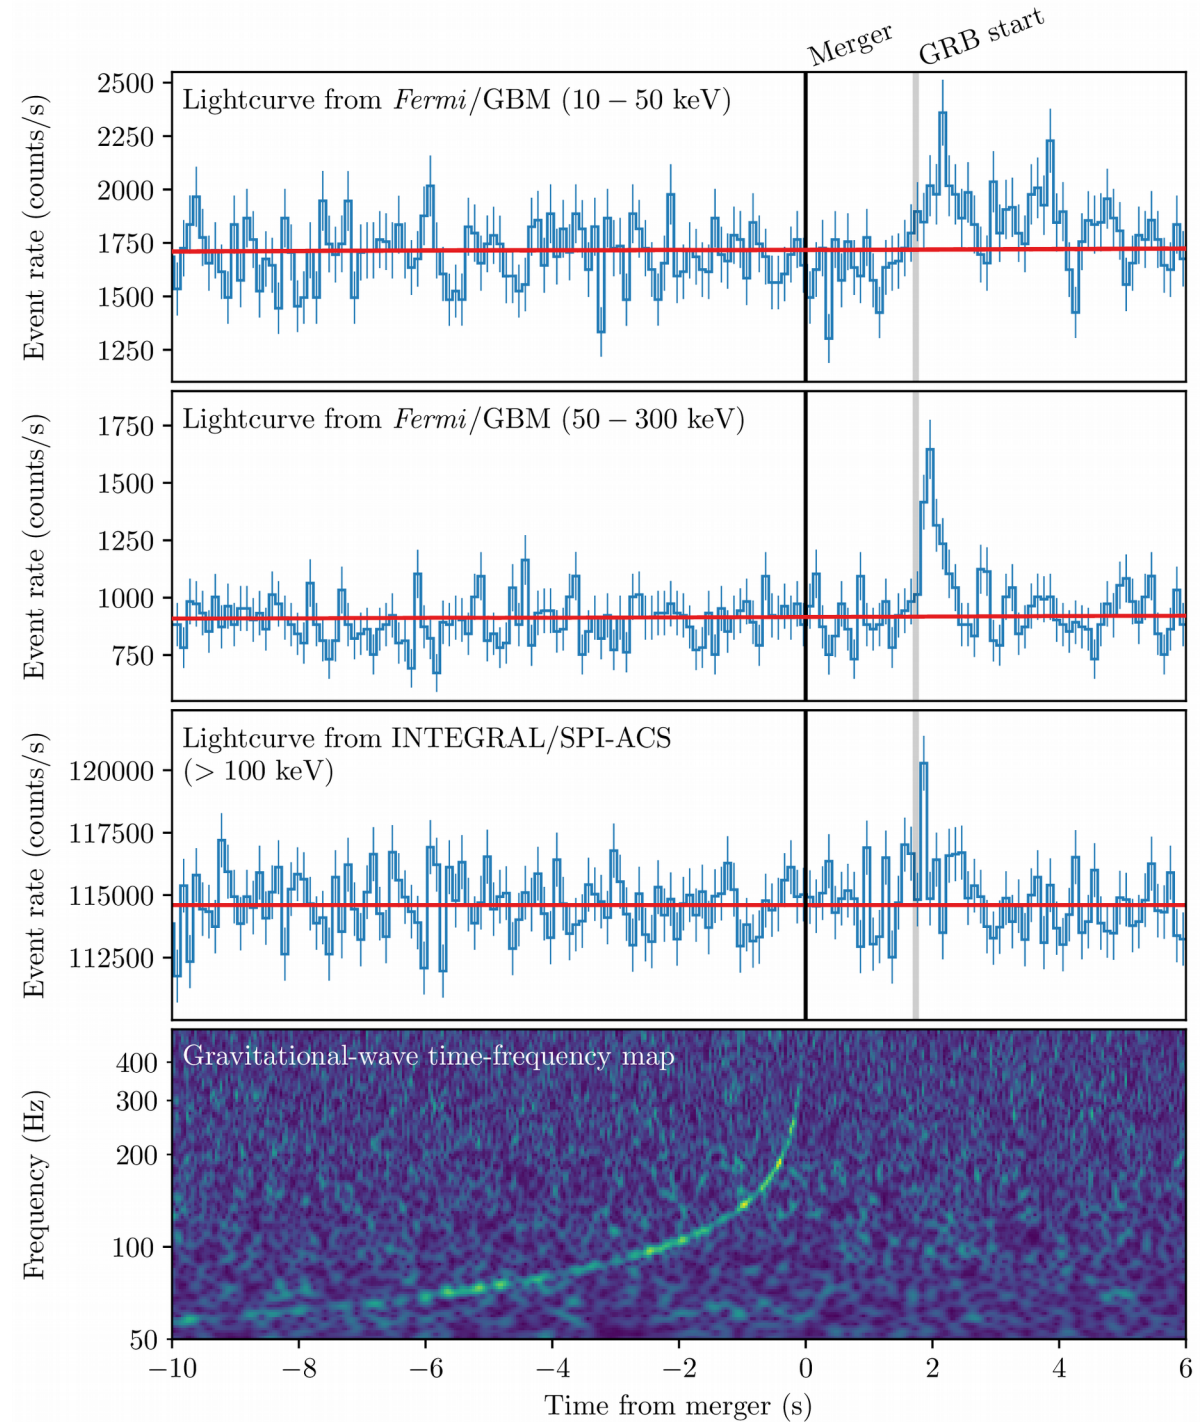 Merger GRB start
Lightcurve from Fermi/GBM (10 − 50 keV)
Event rate (counts/s)
2500
2250
2000
1750
1500
1250
Lightcurve from Fermi/GBM (50 − 300 keV)
Event rate (counts/s)
1750
1500
1250
1000
750
Lightcurve from INTEGRAL/SPI-ACS
(> 100 keV)
Event rate (counts/s)
120000
117500
115000
112500
Gravitational-wave time-frequency map
Frequency (Hz)
400
300
200
100
50
−10 −8 −6 −4 −2 0 2 4 6
Time from merger (s)